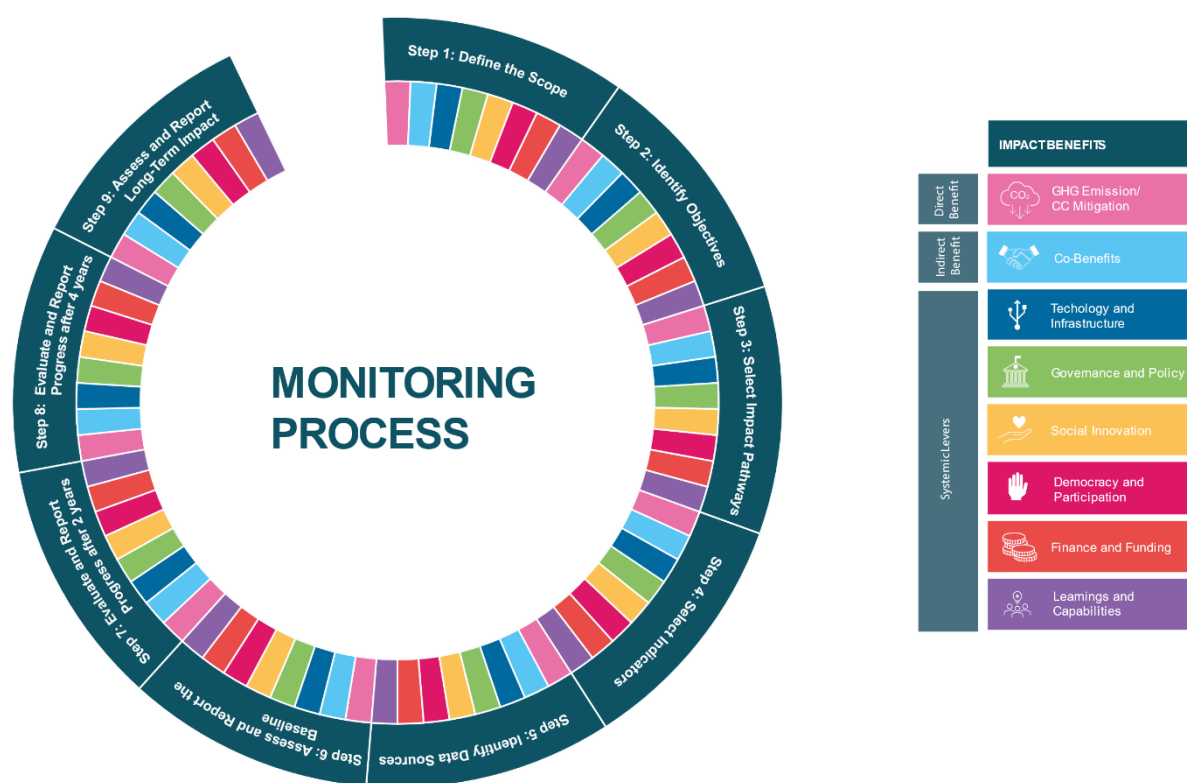 Step 1: Define the Scope
Step 2: Identify Objectives
Step 3: Select Impact Pathways
Step 4: Select Indicators
Step 5: Identify Data Sources
Step 6: Assess and Report the
Baseline
Step 7: Evaluate and Report
Progress after 2 years
Step 8: Evaluate and Report
Progress after 4 years
Step 9: Assess and Report
Long-Term Impact
MONITORING
PROCESS
IMPACTBENEFITS
Direct
Benefit
CO₂
GHG Emission/
CC Mitigation
Indirect
Benefit
Co-Benefits
SystemicLevers
Techology and
Infrastructure
Governance and Policy
Social Innovation
Democracy and
Participation
Finance and Funding
Learnings and
Capabilities